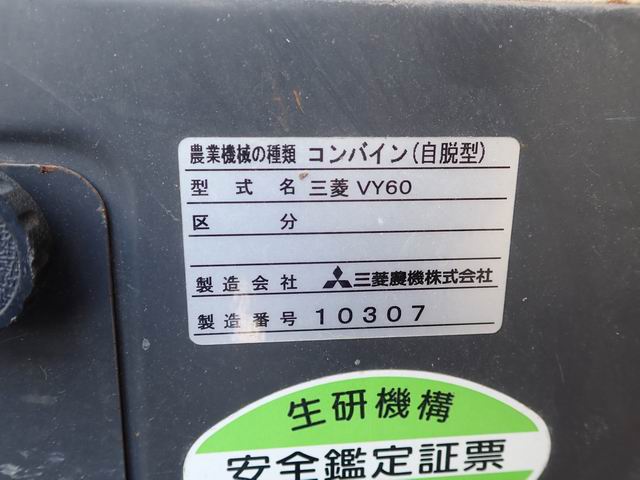 農業機械の種類 コンバイン(自脱型)
型式名 三菱 VY60
区分
製造会社 三菱農機株式会社
製造番号 10307
生研機構
安全鑑定証票